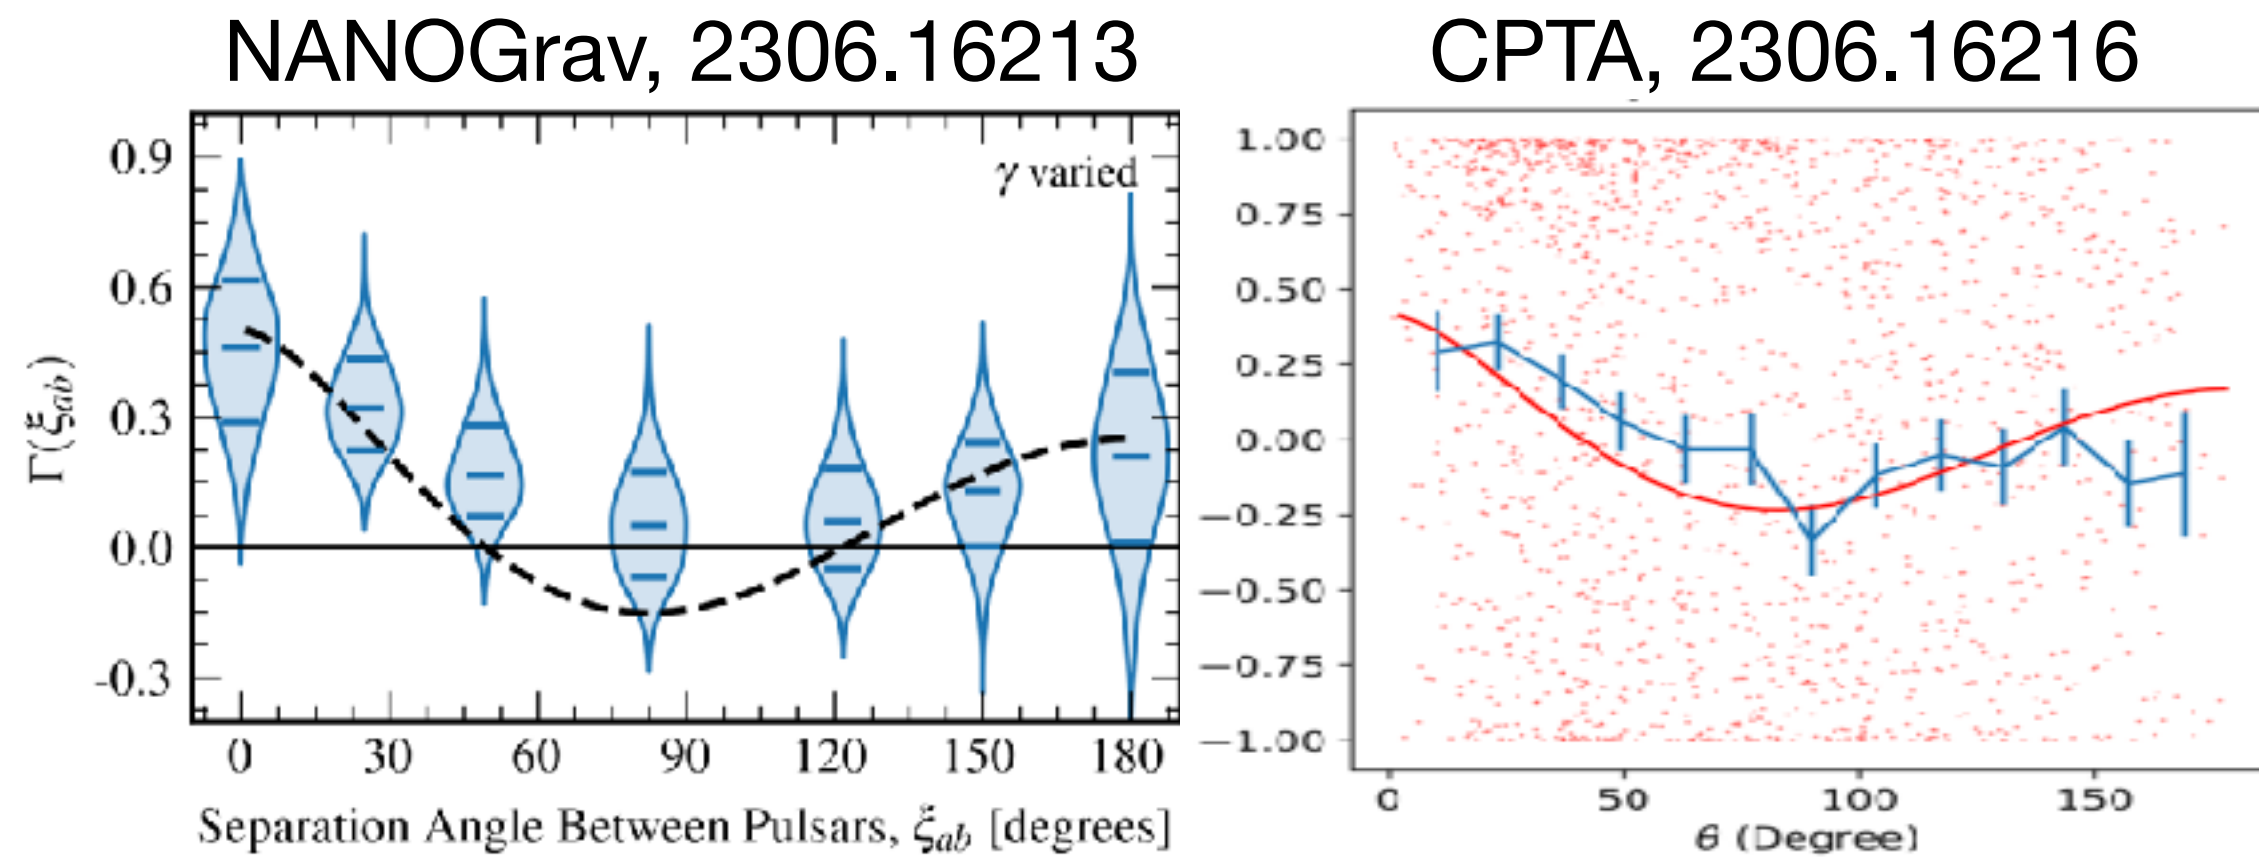 NANOGrav, 2306.16213
0.9
0.6
0.3
0.0
-0.3
Γ(ξab)
γ varied
0 30 60 90 120 150 180
Separation Angle Between Pulsars, ξab [degrees]
CPTA, 2306.16216
1.00
0.75
0.50
0.25
0.00
−0.25
−0.50
−0.75
−1.00
0 50 100 150
θ (Degree)